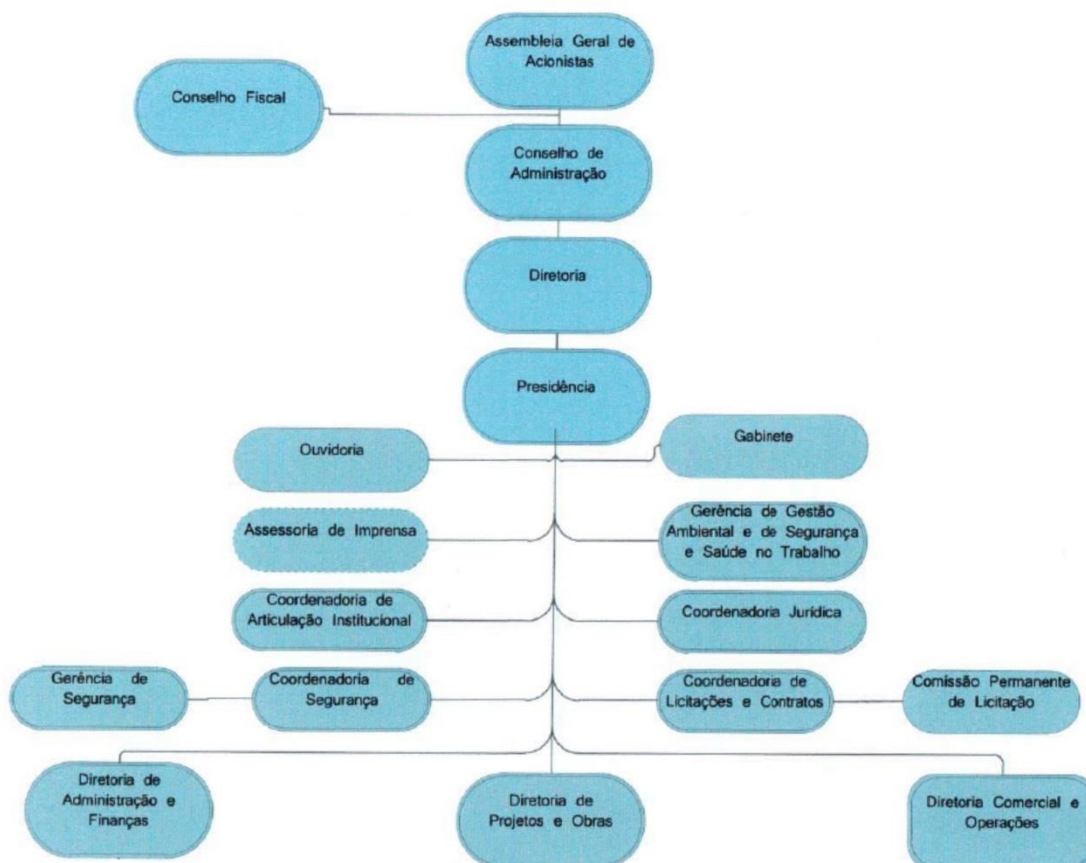 Assembleia Geral de
Acionistas
Conselho Fiscal
Conselho de
Administração
Diretoria
Presidência
Ouvidoria
Gabinete
Assessoria de Imprensa
Gerência de Gestão
Ambiental e de Segurança
e Saúde no Trabalho
Coordenadoria de
Articulação Institucional
Coordenadoria Jurídica
Gerência de
Segurança
Coordenadoria de
Segurança
Coordenadoria de
Licitações e Contratos
Comissão Permanente
de Licitação
Diretoria de
Administração e
Finanças
Diretoria de
Projetos e Obras
Diretoria Comercial e
Operações